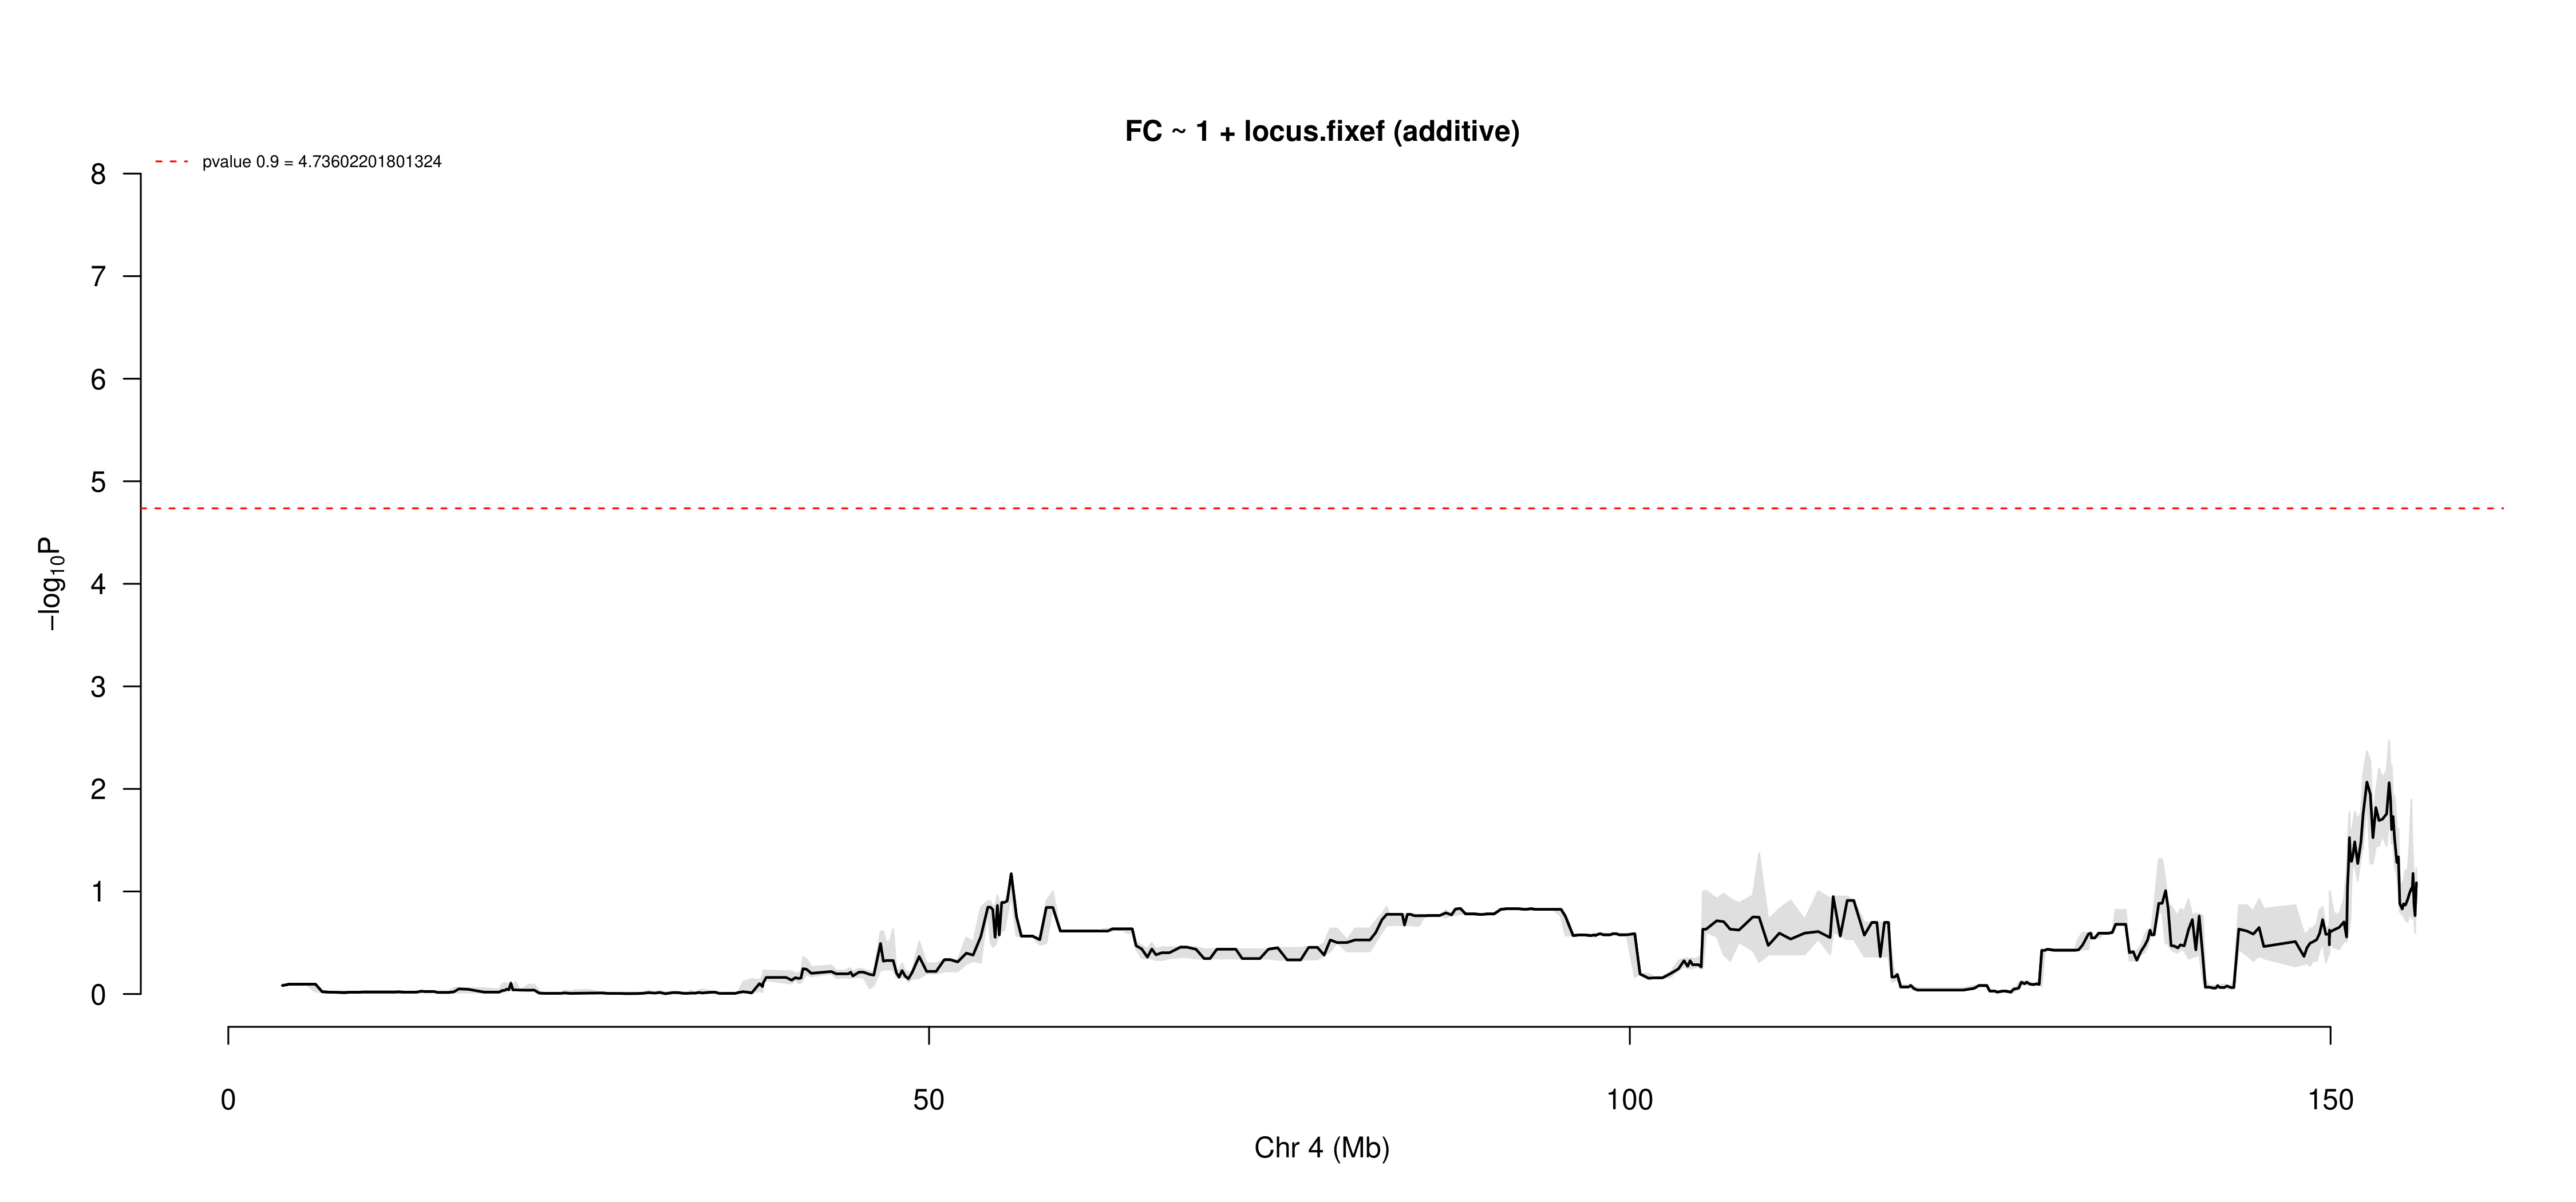 FC ~ 1 + locus.fixef (additive)
pvalue 0.9 = 4.73602201801324
8
7
6
5
4
3
2
1
0
−log10P
0 50 100 150
Chr 4 (Mb)